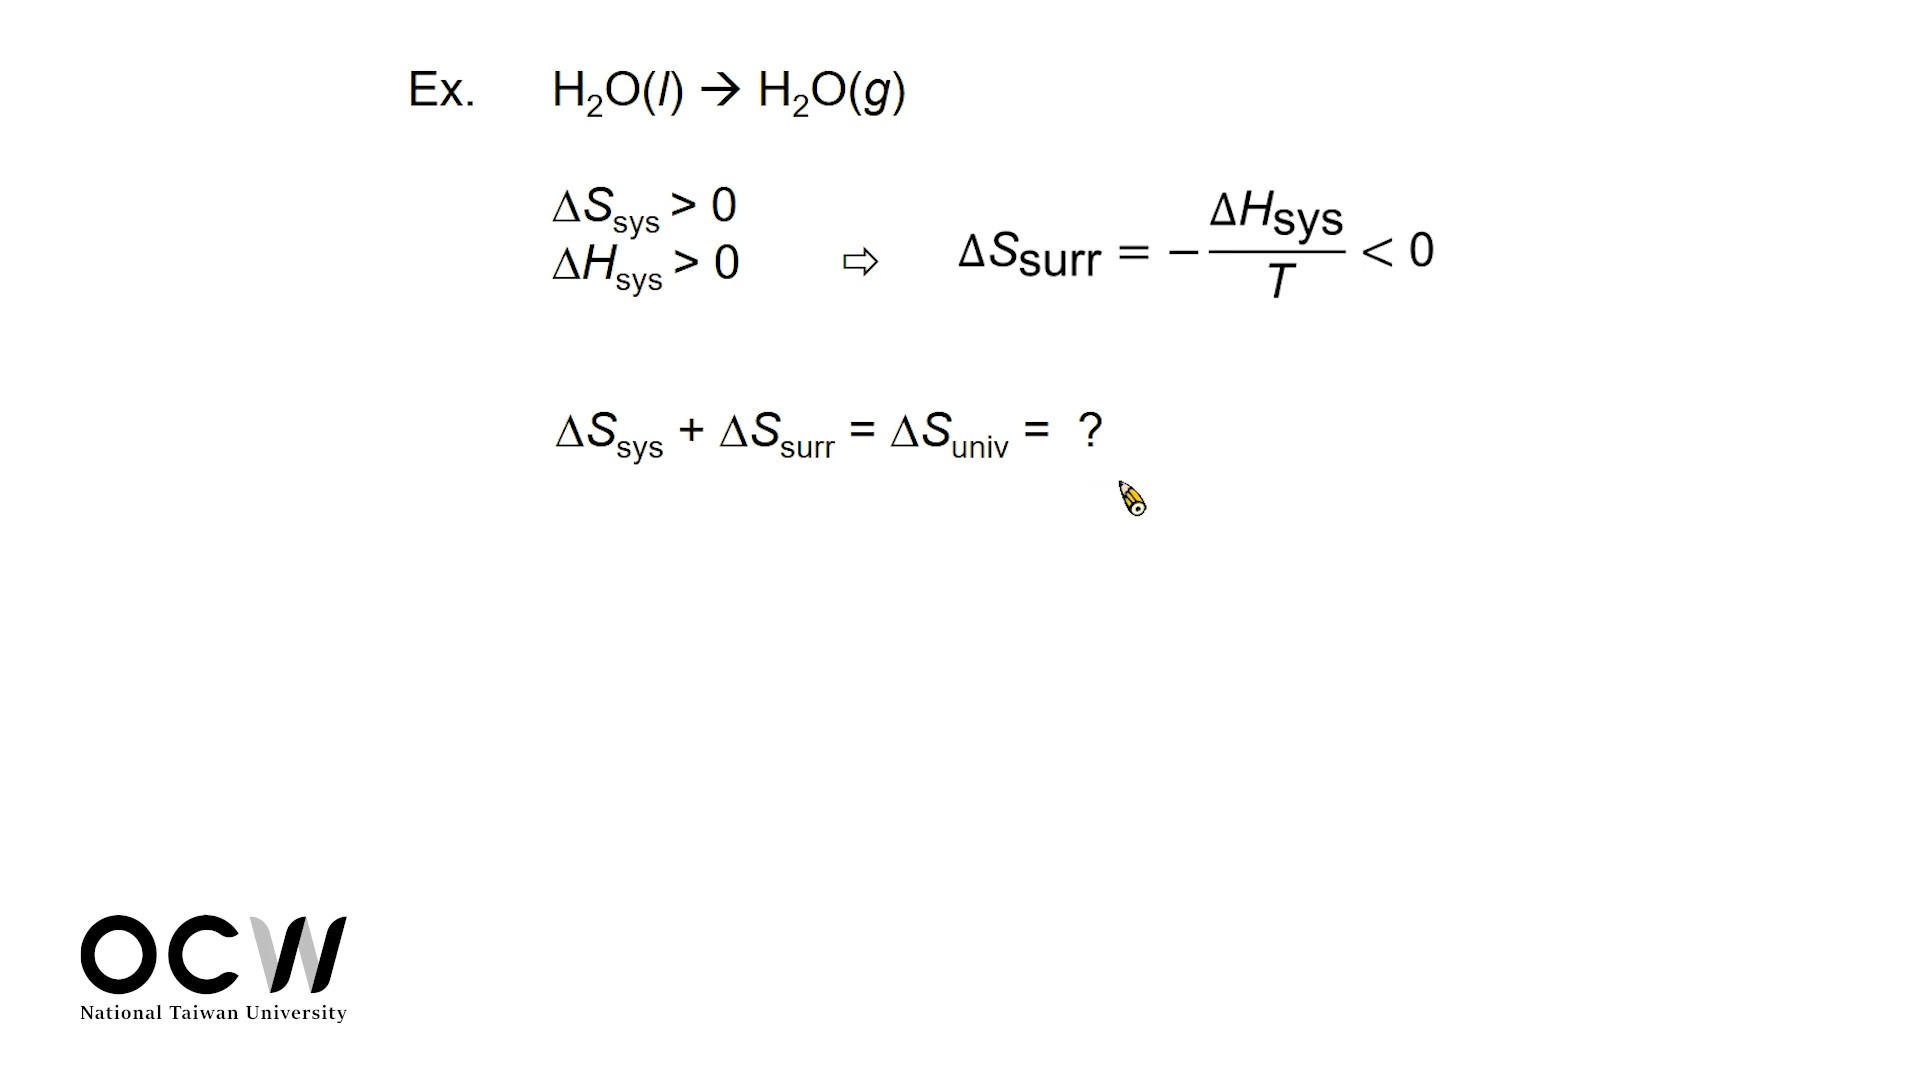 Ex. H₂O(l) → H₂O(g)
ΔS_sys > 0
ΔH_sys > 0 ⇨ ΔS_surr = − ΔH_sys / T < 0
ΔS_sys + ΔS_surr = ΔS_univ = ?
OCW
National Taiwan University